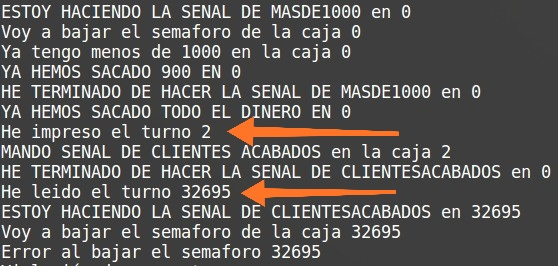 ESTOY HACIENDO LA SENAL DE MASDE1000 en 0
Voy a bajar el semaforo de la caja 0
Ya tengo menos de 1000 en la caja 0
YA HEMOS SACADO 900 EN 0
HE TERMINADO DE HACER LA SENAL DE MASDE1000 en 0
YA HEMOS SACADO TODO EL DINERO EN 0
He impreso el turno 2
MANDO SENAL DE CLIENTES ACABADOS en la caja 2
HE TERMINADO DE HACER LA SENAL DE CLIENTESACABADOS en 0
He leido el turno 32695
ESTOY HACIENDO LA SENAL DE CLIENTESACABADOS en 32695
Voy a bajar el semaforo de la caja 32695
Error al bajar el semaforo 32695